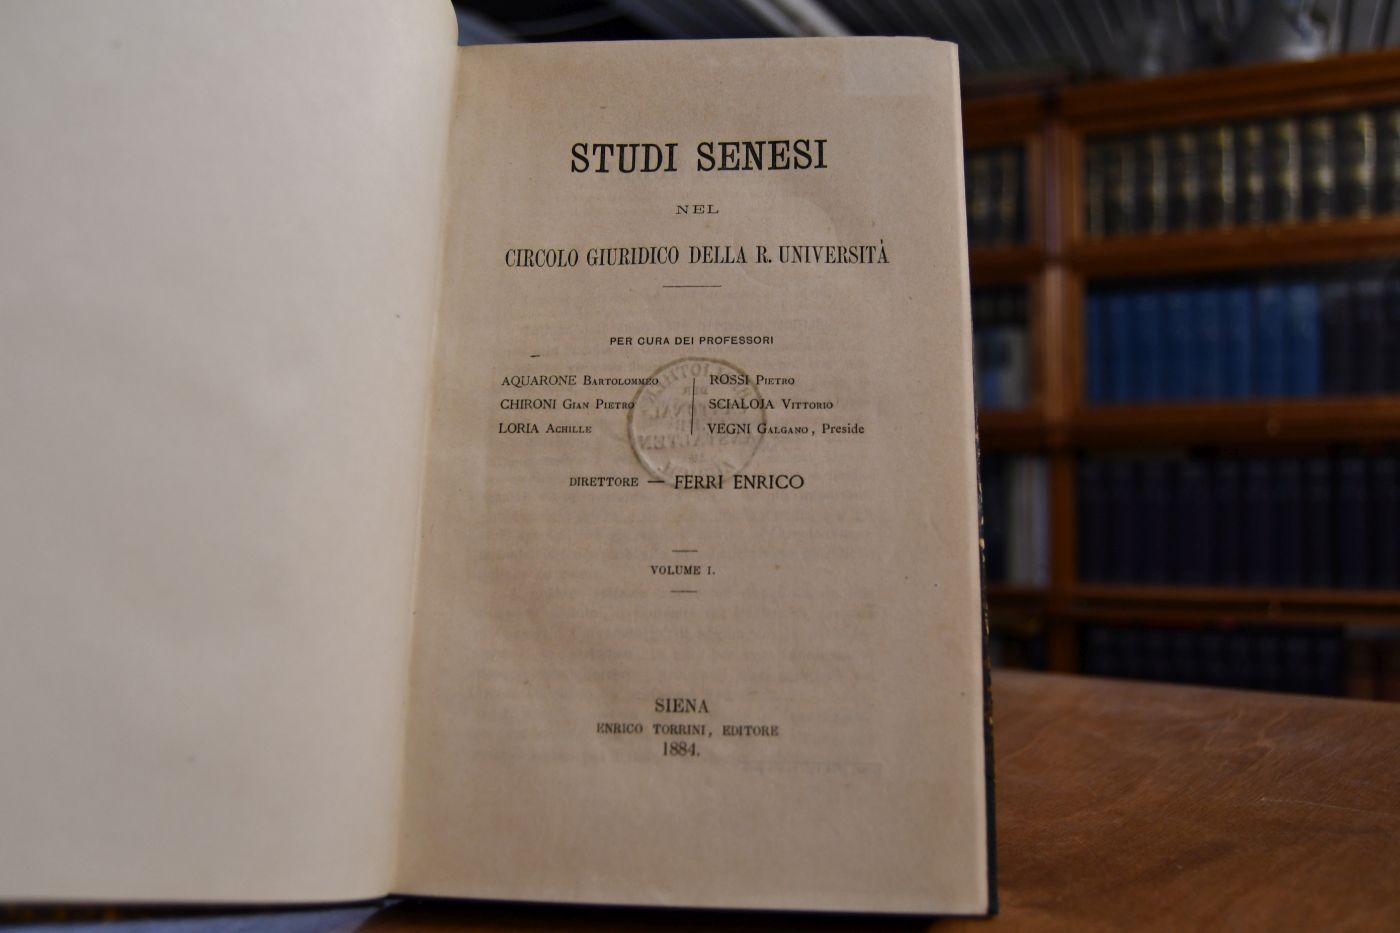 STUDI SENESI
NEL
CIRCOLO GIURIDICO DELLA R. UNIVERSITÀ
PER CURA DEI PROFESSORI
AQUARONE BARTOLOMMEO
CHIRONI GIAN PIETRO
LORIA ACHILLE
ROSSI PIETRO
SCIALOJA VITTORIO
VEGNI GALGANO, Preside
DIRETTORE — FERRI ENRICO
VOLUME I.
SIENA
ENRICO TORRINI, EDITORE
1884.